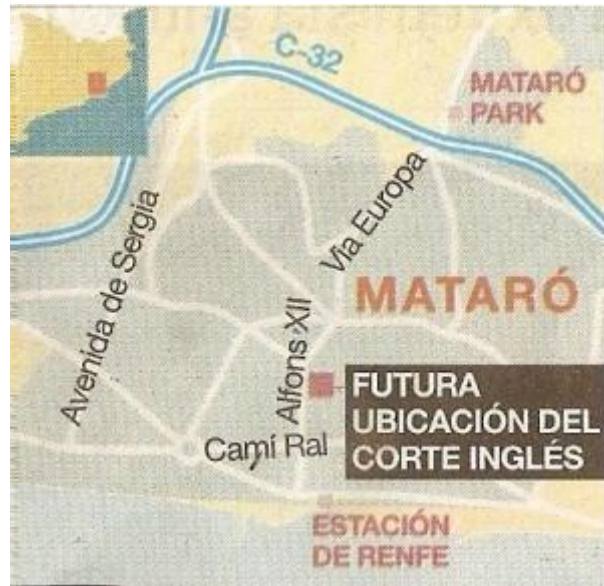 C-32
MATARÓ
PARK
Avenida de Sergia
Via Europa
MATARÓ
Alfons XII
FUTURA
UBICACIÓN DEL
CORTE INGLÉS
Camí Ral
ESTACIÓN
DE RENFE